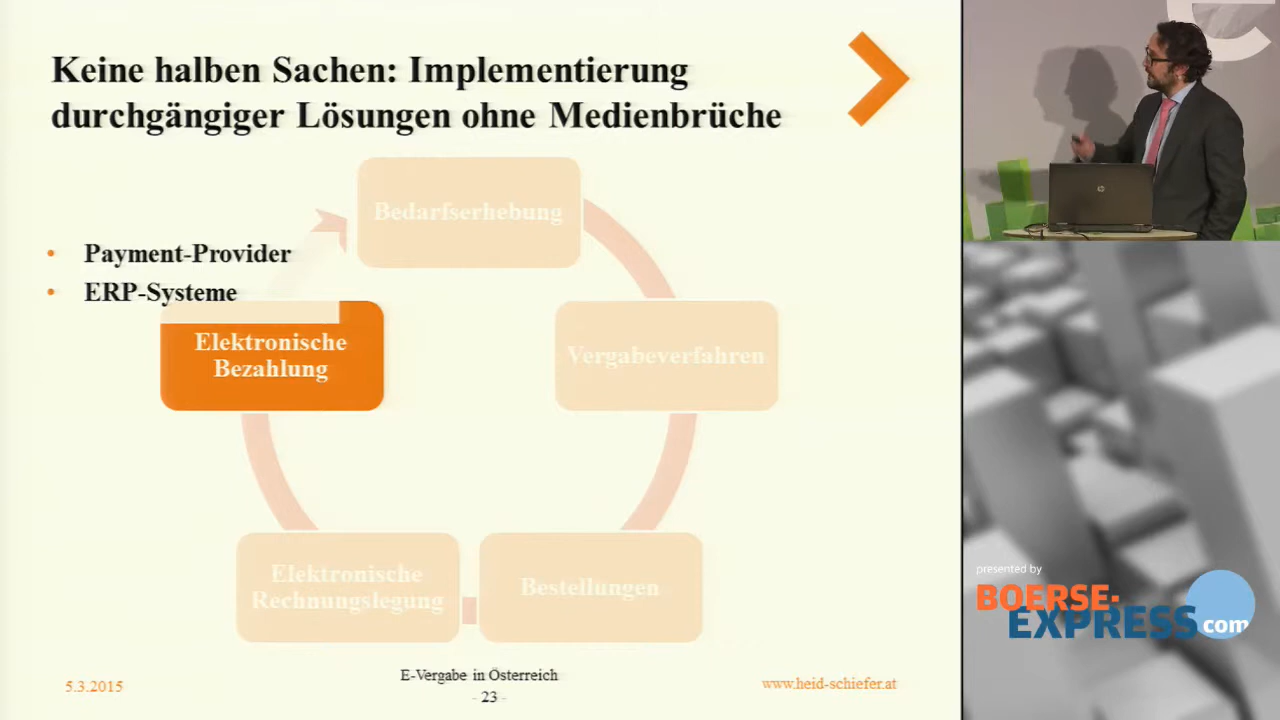 Keine halben Sachen: Implementierung
durchgängiger Lösungen ohne Medienbrüche
Bedarfserhebung
• Payment-Provider
• ERP-Systeme
Elektronische
Bezahlung
Vergabeverfahren
Elektronische
Rechnungslegung
Bestellungen
E-Vergabe in Österreich
5.3.2015
- 23 -
www.heid-schiefer.at
presented by
BOERSE-
EXPRESS.com